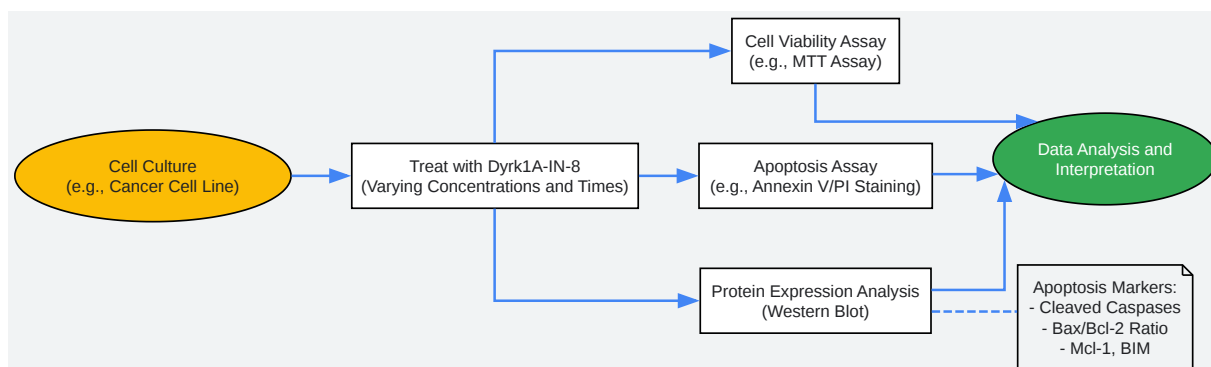 Cell Culture
(e.g., Cancer Cell Line)
Treat with Dyrk1A-IN-8
(Varying Concentrations and Times)
Cell Viability Assay
(e.g., MTT Assay)
Apoptosis Assay
(e.g., Annexin V/PI Staining)
Protein Expression Analysis
(Western Blot)
Data Analysis and
Interpretation
Apoptosis Markers:
- Cleaved Caspases
- Bax/Bcl-2 Ratio
- Mcl-1, BIM